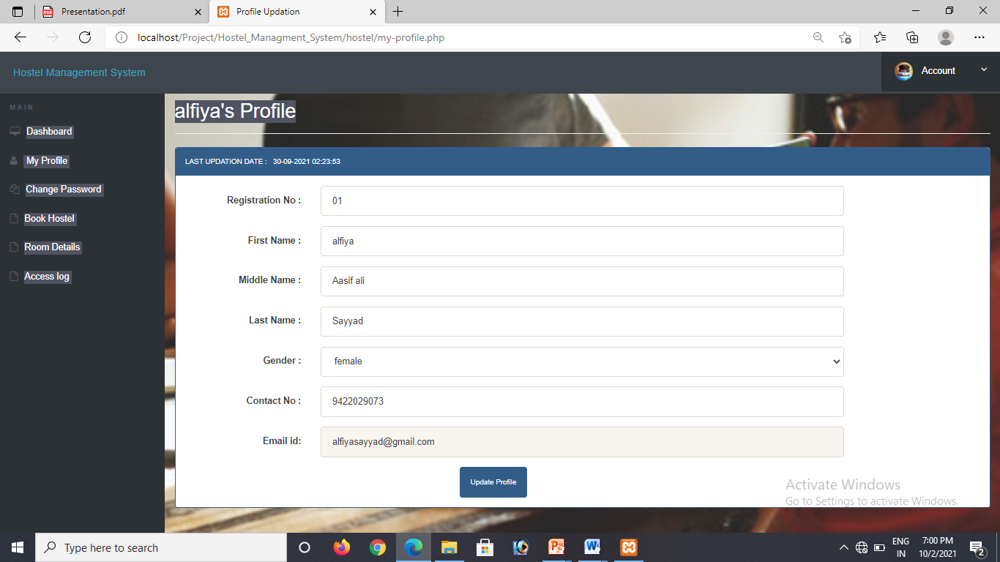 Presentation.pdf
Profile Updation
localhost/Project/Hostel_Managment_System/hostel/my-profile.php
Hostel Management System
Account
MAIN
Dashboard
My Profile
Change Password
Book Hostel
Room Details
Access log
alfiya's Profile
LAST UPDATION DATE : 30-09-2021 02:23:53
Registration No : 01
First Name : alfiya
Middle Name : Aasif ali
Last Name : Sayyad
Gender : female
Contact No : 9422029073
Email id: alfiyasayyad@gmail.com
Update Profile
Activate Windows
Go to Settings to activate Windows.
Type here to search
ENG
IN
7:00 PM
10/2/2021
2